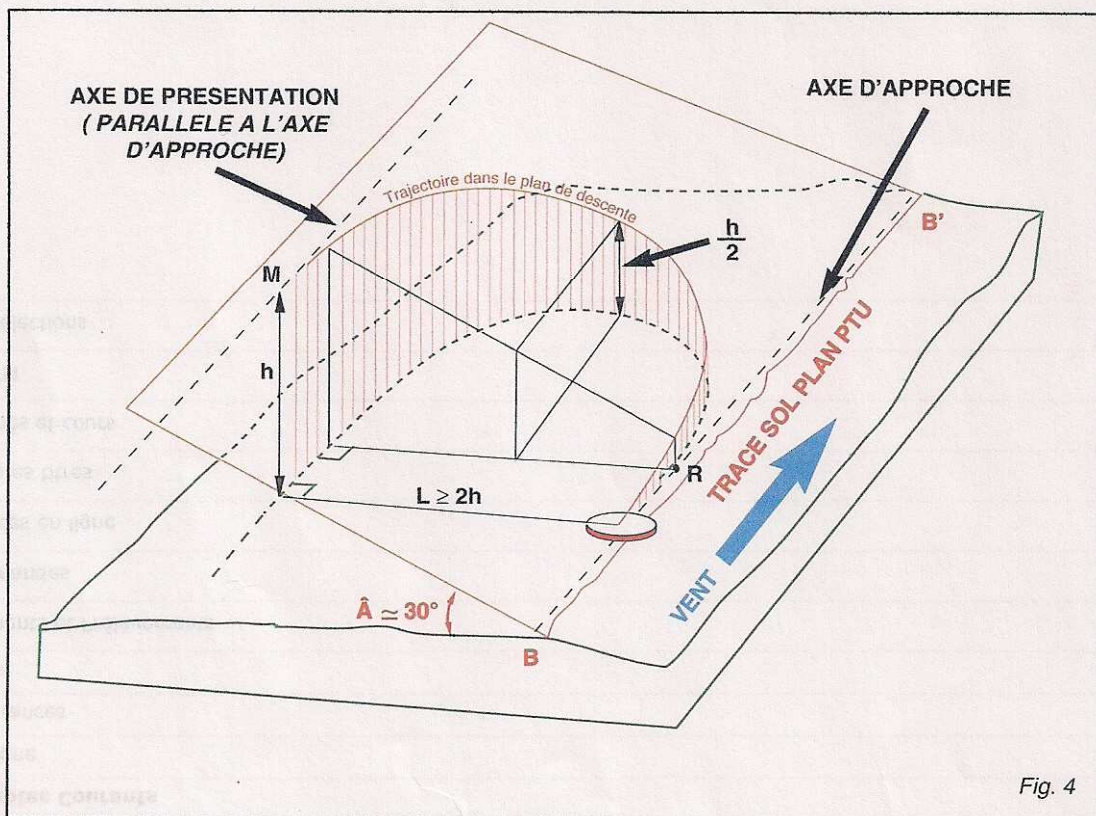 AXE DE PRESENTATION
( PARALLELE A L'AXE
D'APPROCHE)
AXE D'APPROCHE
Trajectoire dans le plan de descente
h
2
B'
M
h
R
L ≥ 2h
TRACE SOL PLAN PTU
VENT
Â ≃ 30°
B
Fig. 4